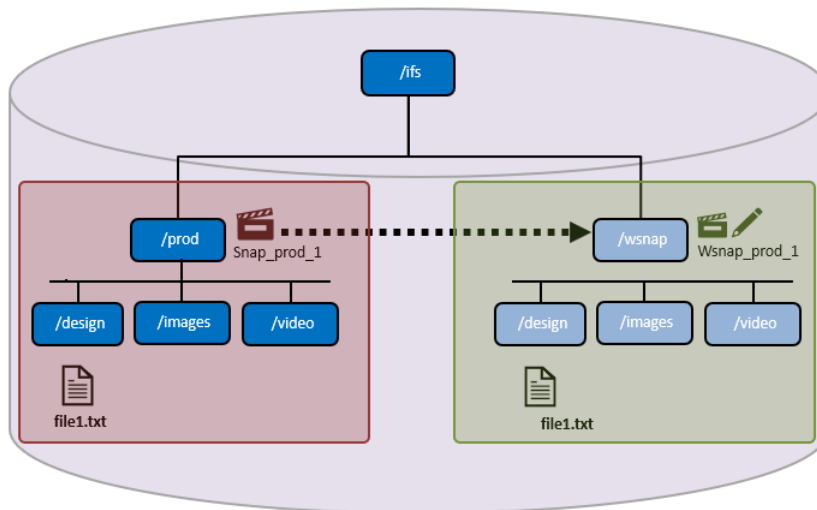 /ifs
/prod
Snap_prod_1
/wsnap
Wsnap_prod_1
/design
/images
/video
/design
/images
/video
file1.txt
file1.txt